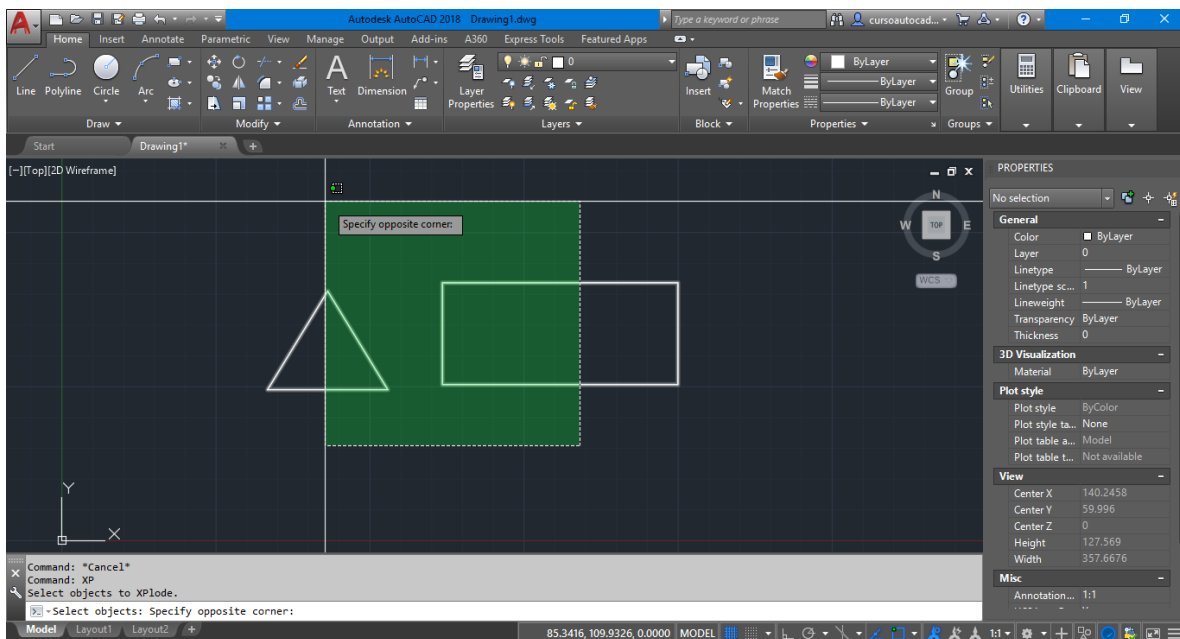 Autodesk AutoCAD 2018 Drawing1.dwg
Type a keyword or phrase
cursoautocad...
Home Insert Annotate Parametric View Manage Output Add-ins A360 Express Tools Featured Apps
Line Polyline Circle Arc
Text Dimension
Layer Properties
0
Insert
Match Properties
ByLayer
ByLayer
ByLayer
Group
Utilities Clipboard View
Draw Modify Annotation Layers Block Properties Groups
Start Drawing1* +
[−][Top][2D Wireframe]
Specify opposite corner:
N
W TOP E
S
WCS
Y
X
PROPERTIES
No selection
General
Color ByLayer
Layer 0
Linetype ByLayer
Linetype sc... 1
Lineweight ByLayer
Transparency ByLayer
Thickness 0
3D Visualization
Material ByLayer
Plot style
Plot style ByColor
Plot style ta... None
Plot table a... Model
Plot table t... Not available
View
Center X 140.2458
Center Y 59.996
Center Z 0
Height 127.569
Width 357.6676
Misc
Annotation... 1:1
Command: *Cancel*
Command: XP
Select objects to XPlode.
Select objects: Specify opposite corner:
Model Layout1 Layout2 +
85.3416, 109.9326, 0.0000 MODEL 1:1